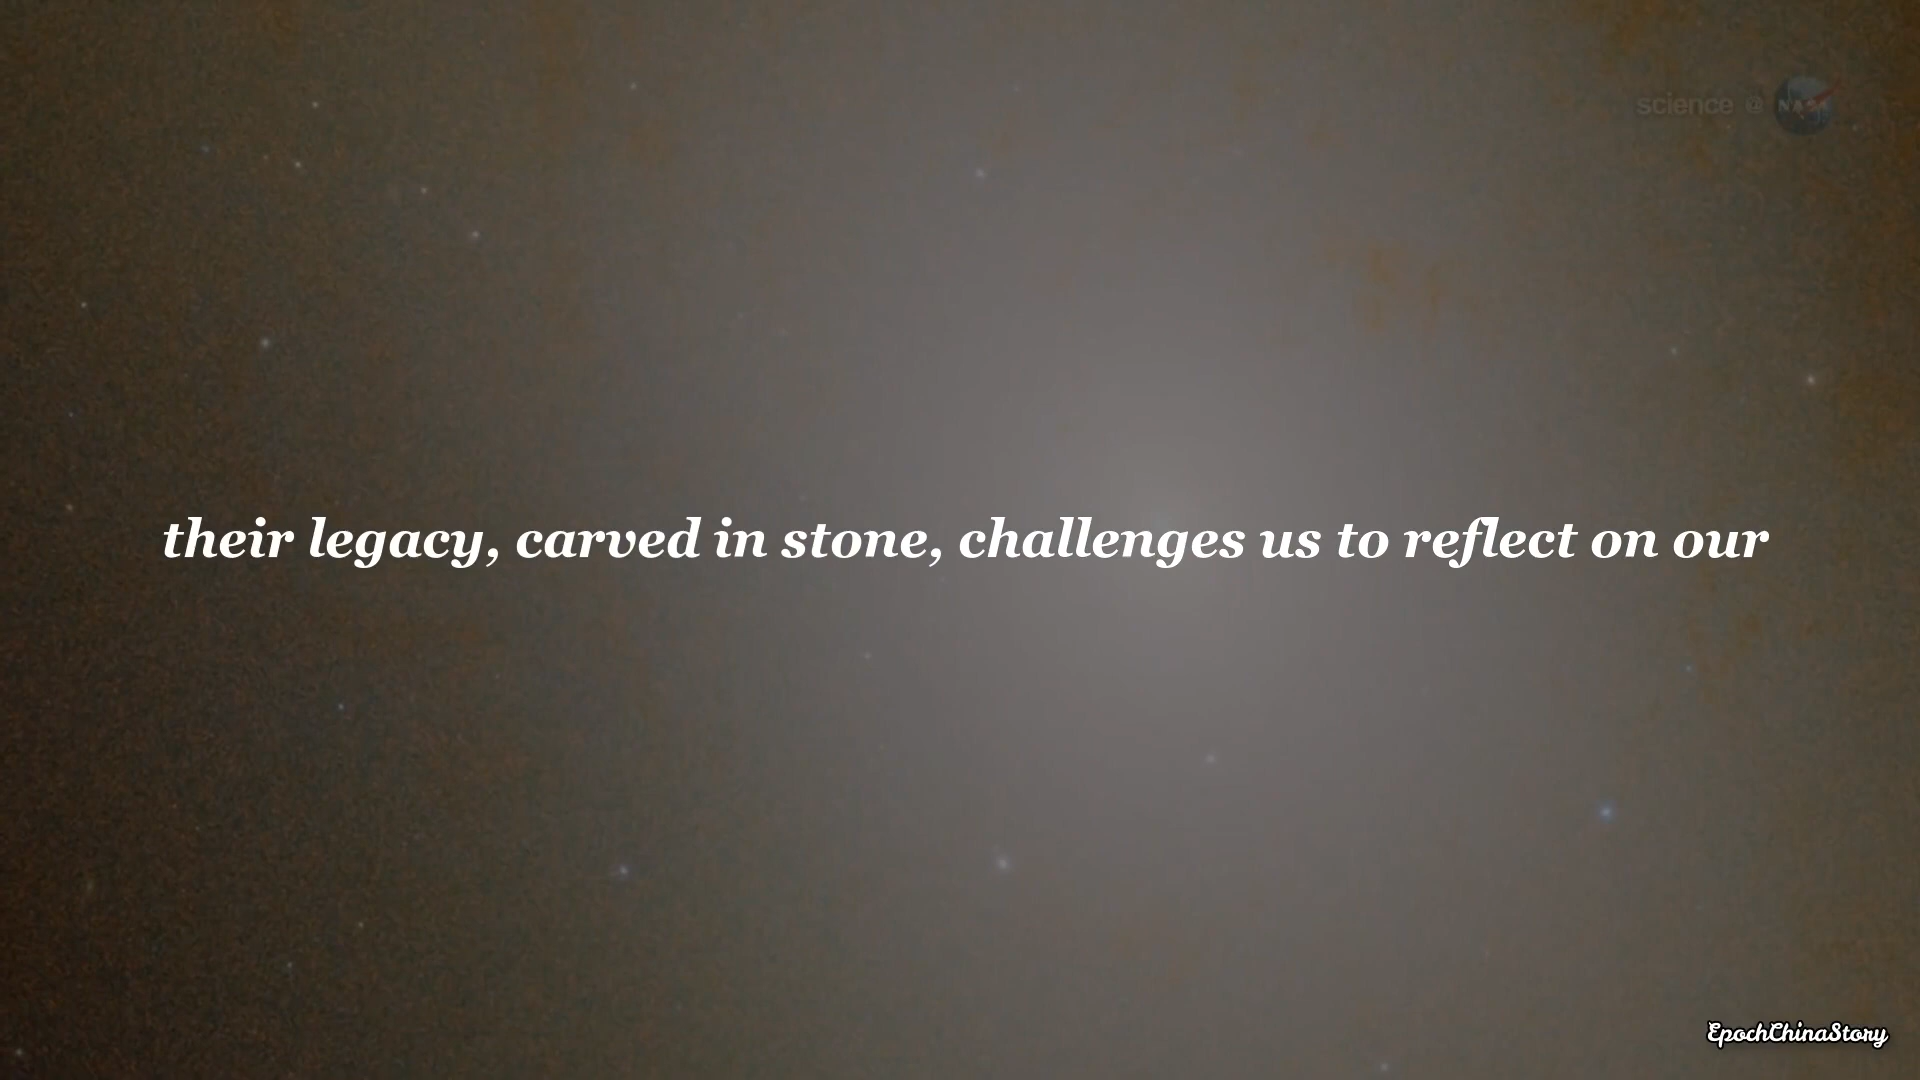 science @ NASA
their legacy, carved in stone, challenges us to reflect on our
EpochChinaStory